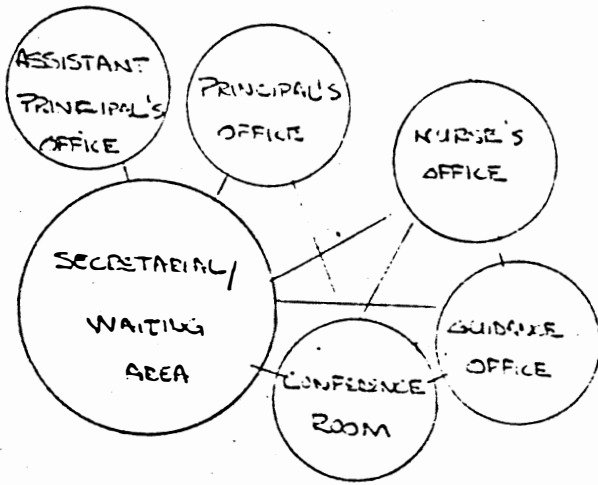 ASSISTANT
PRINCIPAL'S
OFFICE
PRINCIPAL'S
OFFICE
NURSE'S
OFFICE
SECRETARIAL/
WAITING
AREA
GUIDANCE
OFFICE
CONFERENCE
ROOM